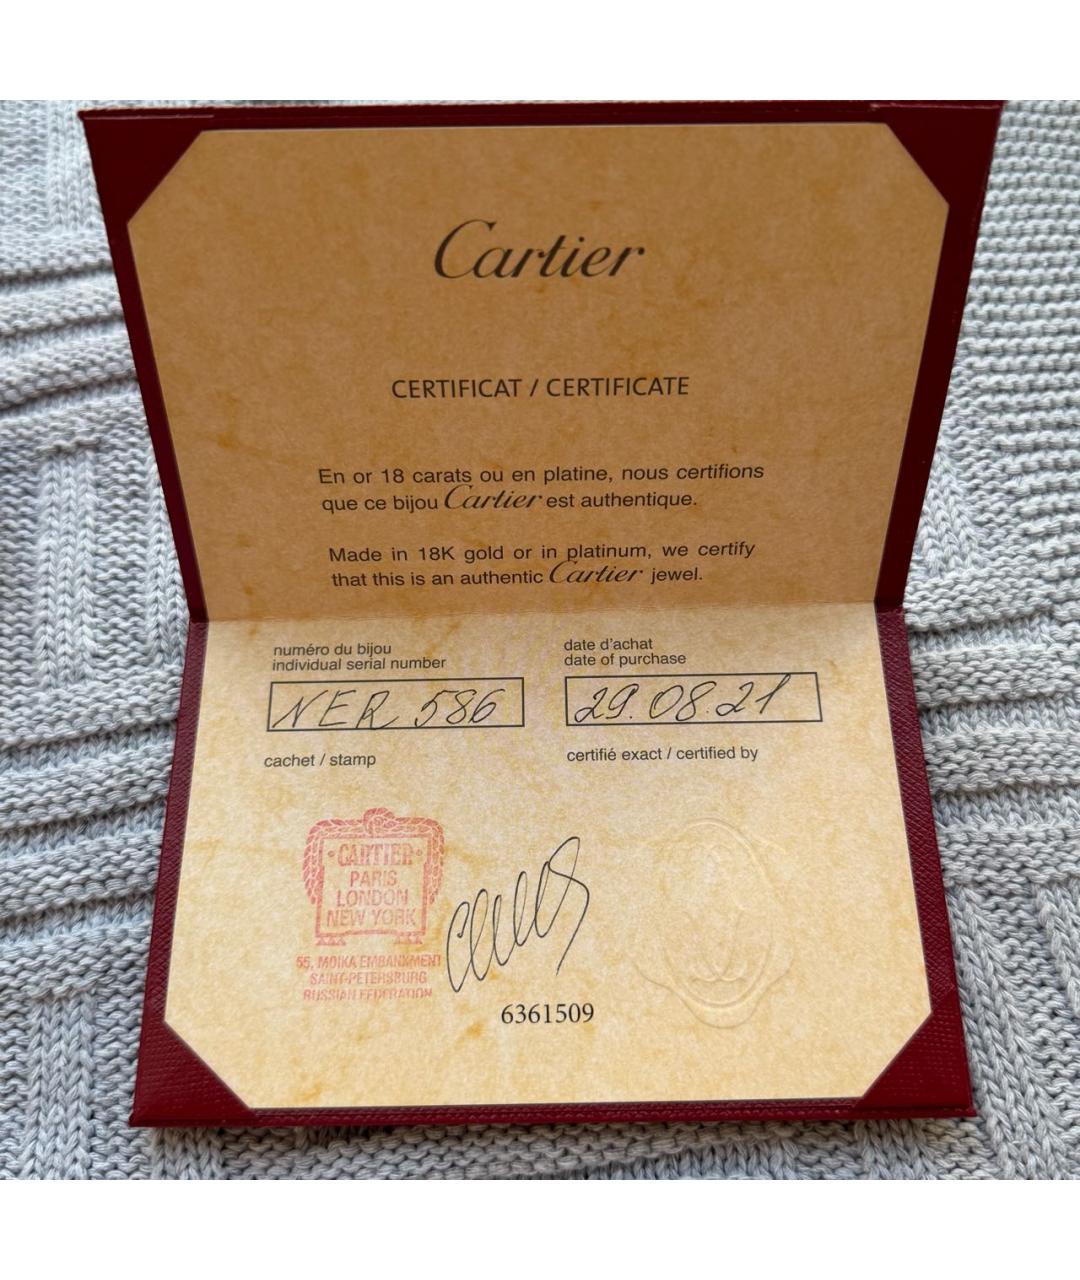 Cartier
CERTIFICAT / CERTIFICATE
En or 18 carats ou en platine, nous certifions
que ce bijou Cartier est authentique.
Made in 18K gold or in platinum, we certify
that this is an authentic Cartier jewel.
numéro du bijou
individual serial number
NER 586
date d'achat
date of purchase
29.08.21
cachet / stamp
certifié exact / certified by
CARTIER
PARIS
LONDON
NEW YORK
55, MOIKA EMBANKMENT
SAINT-PETERSBURG
RUSSIAN FEDERATION
6361509